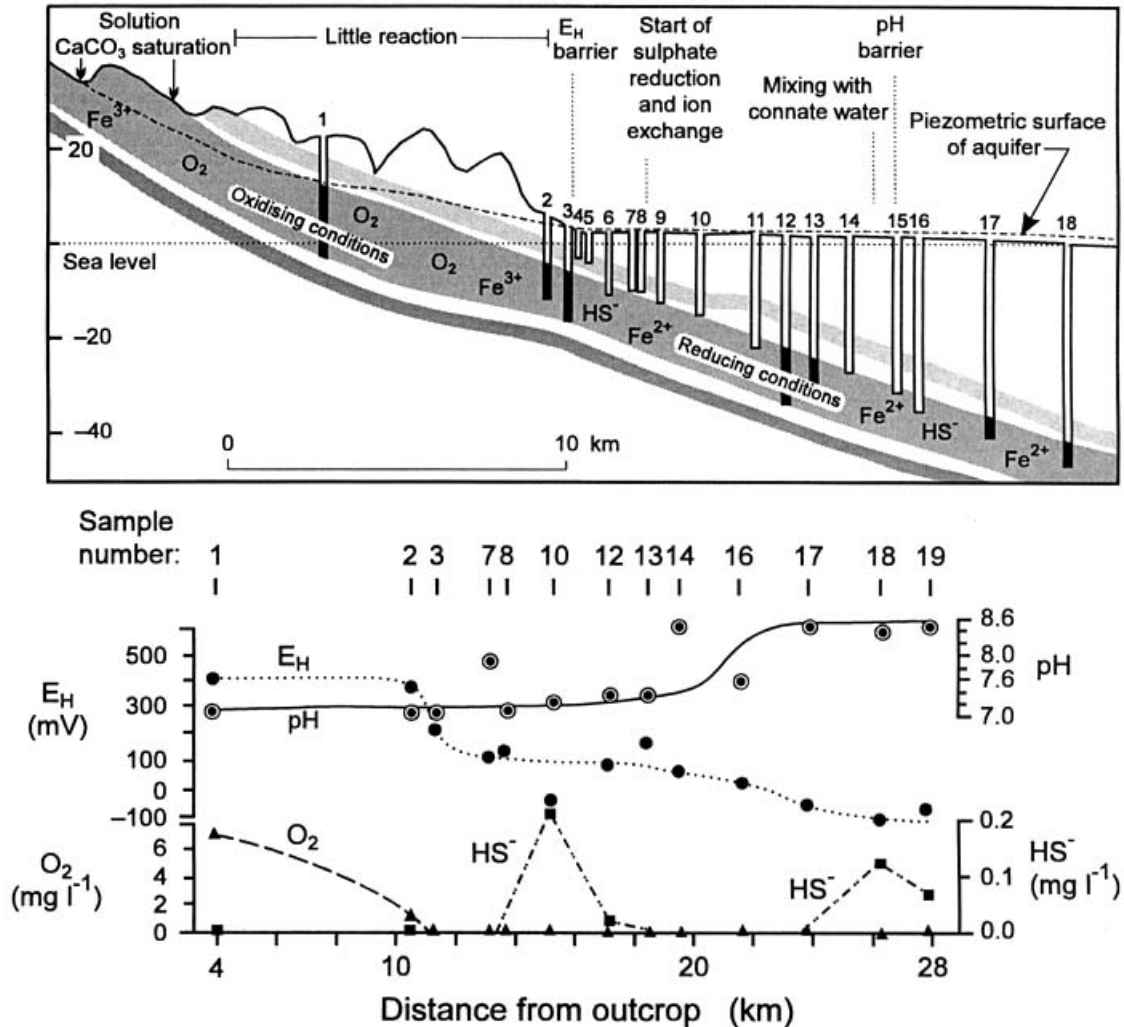 Solution
CaCO₃ saturation
Little reaction
E_H
barrier
Start of
sulphate
reduction
and ion
exchange
Mixing with
connate water
pH
barrier
Piezometric surface
of aquifer
20
Sea level
−20
−40
Fe³⁺
O₂
Oxidising conditions
O₂
O₂
Fe³⁺
HS⁻
Fe²⁺
Reducing conditions
Fe²⁺
HS⁻
Fe²⁺
1 2 3 4 5 6 7 8 9 10 11 12 13 14 15 16 17 18
0 10 km
Sample
number: 1 2 3 7 8 10 12 13 14 16 17 18 19
E_H
(mV)
500
300
100
0
−100
E_H
pH
8.6
8.0
7.6
7.0
pH
O₂
(mg l⁻¹)
6
4
2
0
O₂
HS⁻
HS⁻
0.2
0.1
0.0
HS⁻
(mg l⁻¹)
4 10 20 28
Distance from outcrop (km)